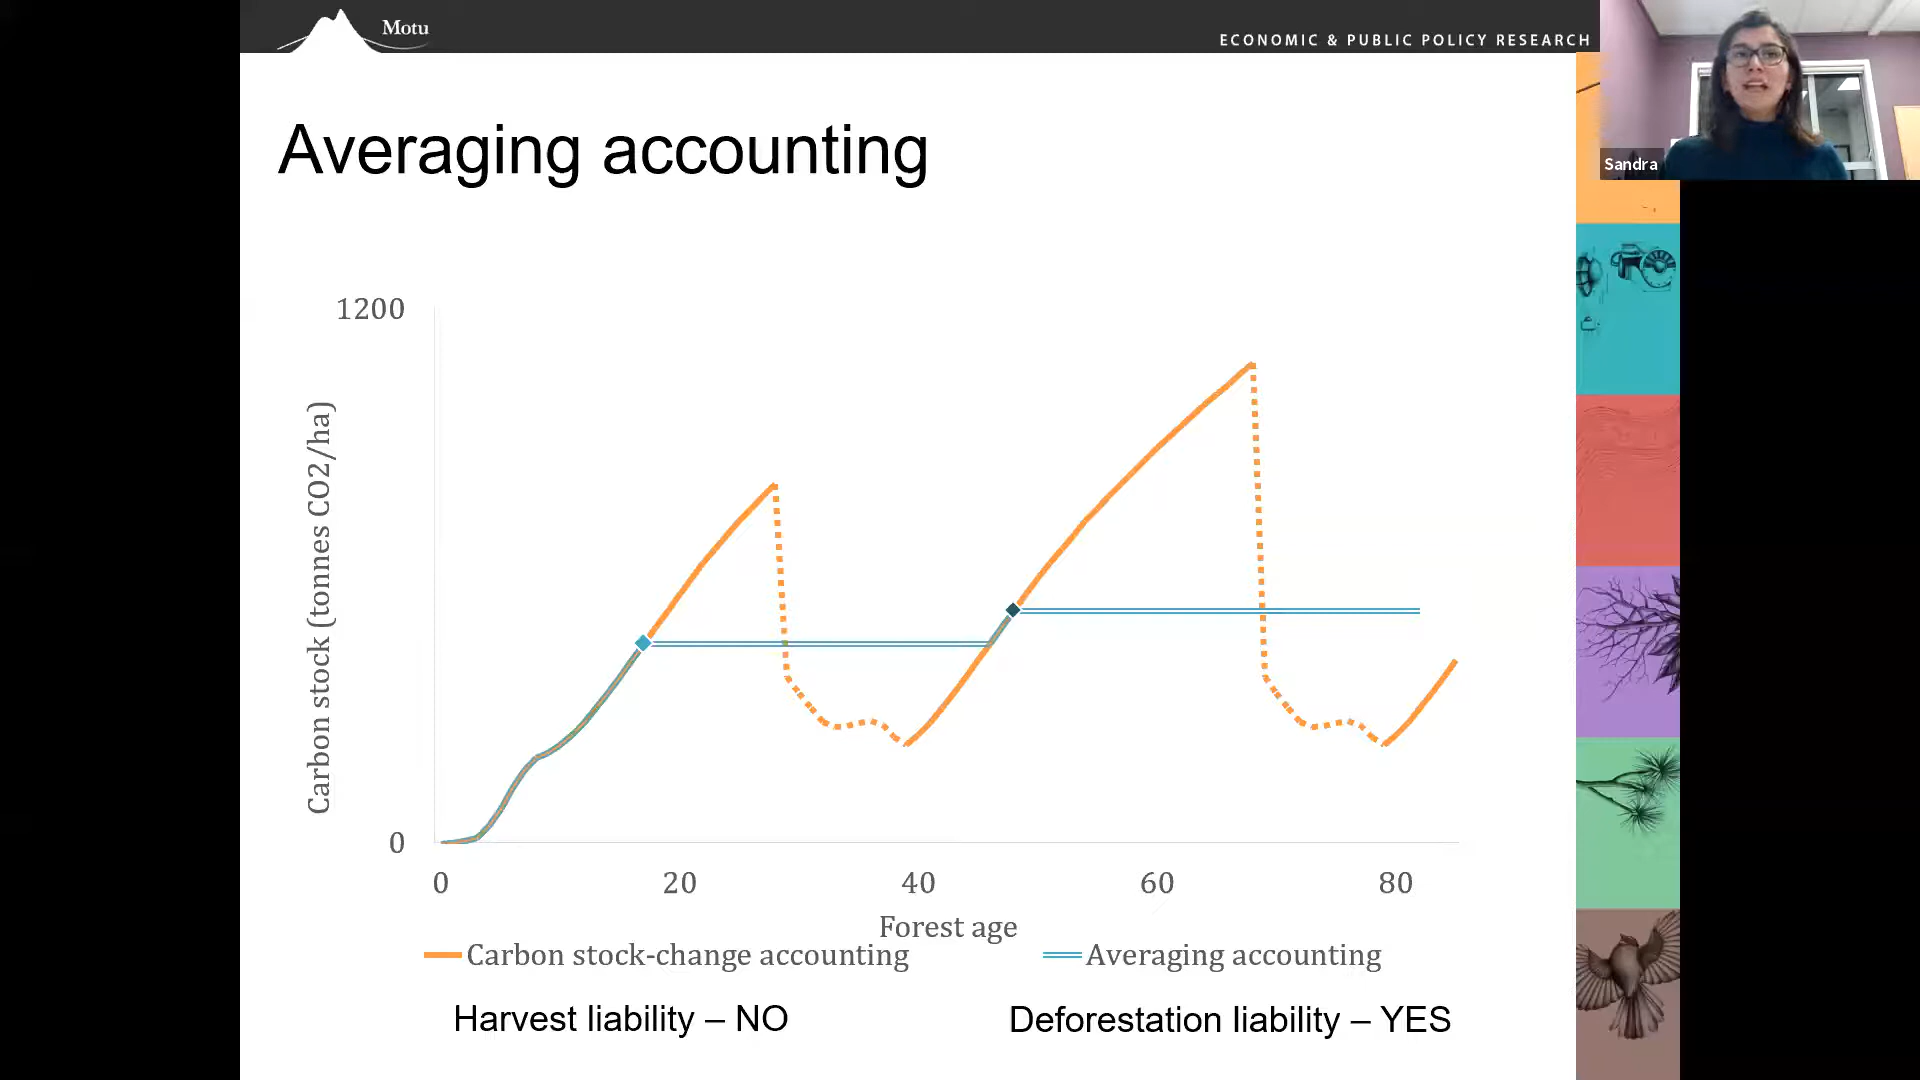 Motu
ECONOMIC & PUBLIC POLICY RESEARCH
Sandra
Averaging accounting
1200
Carbon stock (tonnes CO2/ha)
0
0 20 40 60 80
Forest age
Carbon stock-change accounting Averaging accounting
Harvest liability – NO Deforestation liability – YES